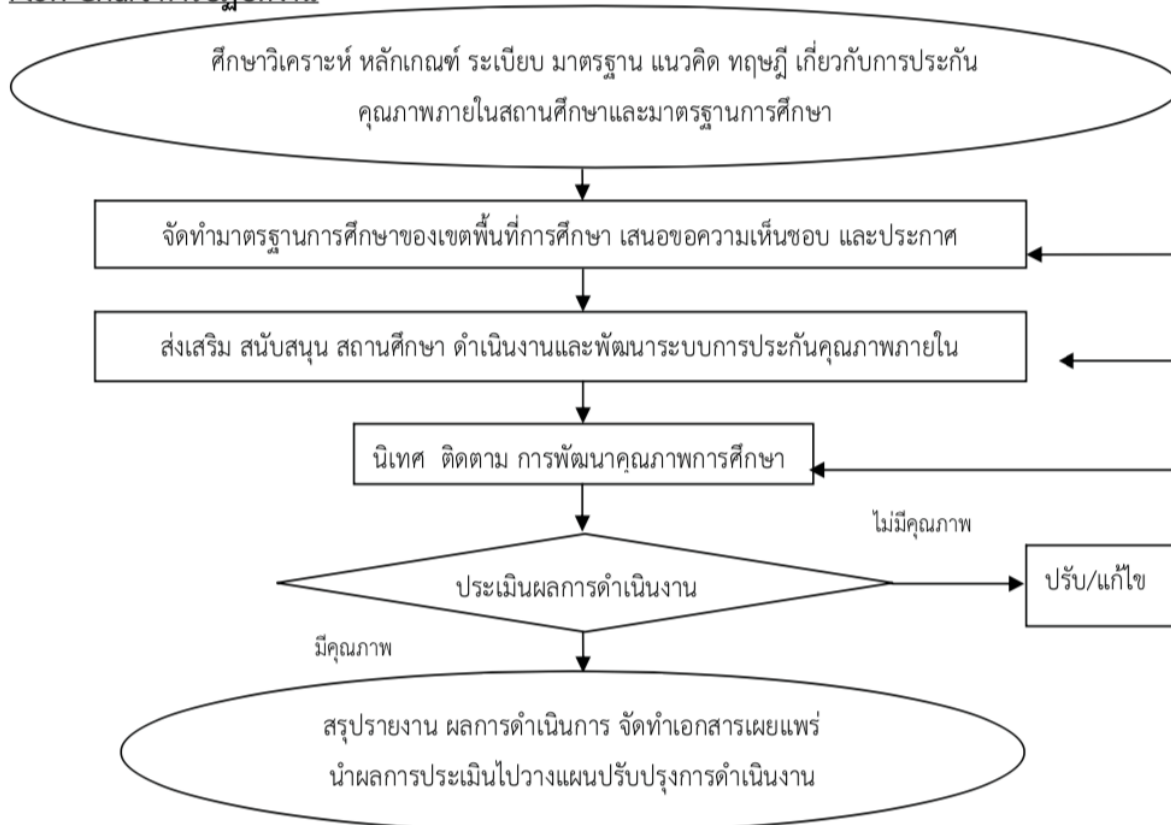 ศึกษาวิเคราะห์ หลักเกณฑ์ ระเบียบ มาตรฐาน แนวคิด ทฤษฎี เกี่ยวกับการประกัน
คุณภาพภายในสถานศึกษาและมาตรฐานการศึกษา
จัดทำมาตรฐานการศึกษาของเขตพื้นที่การศึกษา เสนอขอความเห็นชอบ และประกาศ
ส่งเสริม สนับสนุน สถานศึกษา ดำเนินงานและพัฒนาระบบการประกันคุณภาพภายใน
นิเทศ ติดตาม การพัฒนาคุณภาพการศึกษา
ไม่มีคุณภาพ
ประเมินผลการดำเนินงาน
ปรับ/แก้ไข
มีคุณภาพ
สรุปรายงาน ผลการดำเนินการ จัดทำเอกสารเผยแพร่
นำผลการประเมินไปวางแผนปรับปรุงการดำเนินงาน